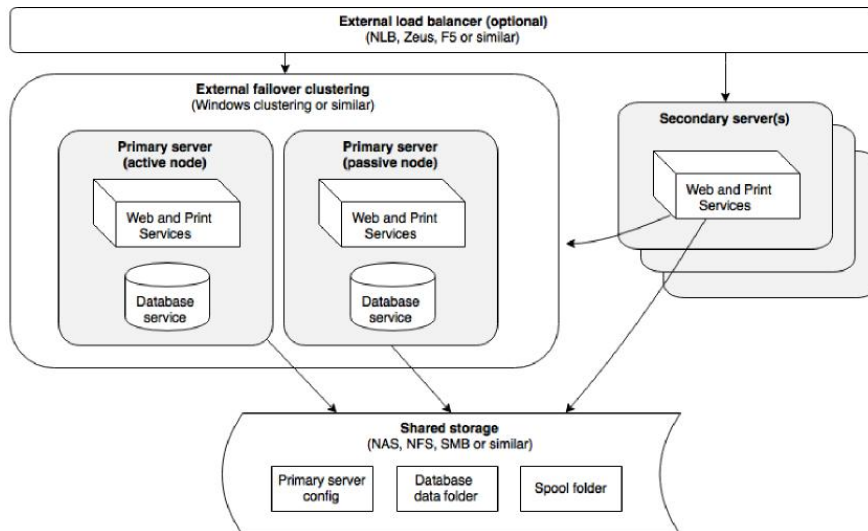 External load balancer (optional)
(NLB, Zeus, F5 or similar)
External failover clustering
(Windows clustering or similar)
Primary server
(active node)
Web and Print
Services
Database
service
Primary server
(passive node)
Web and Print
Services
Database
service
Secondary server(s)
Web and Print
Services
Shared storage
(NAS, NFS, SMB or similar)
Primary server
config
Database
data folder
Spool folder